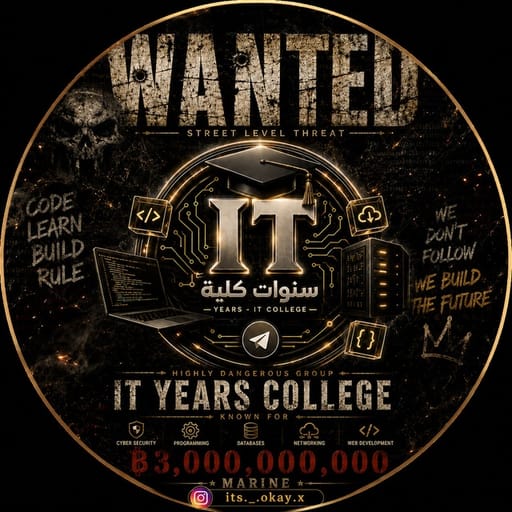 WANTED
STREET LEVEL THREAT
IT
سنوات كلية
YEARS - IT COLLEGE
</>
{}
CODE
LEARN
BUILD
RULE
WE
DON'T
FOLLOW
WE BUILD
THE FUTURE
HIGHLY DANGEROUS GROUP
IT YEARS COLLEGE
KNOWN FOR
CYBER SECURITY
PROGRAMMING
DATABASES
NETWORKING
</>
WEB DEVELOPMENT
฿3,000,000,000
MARINE
its._.okay.x